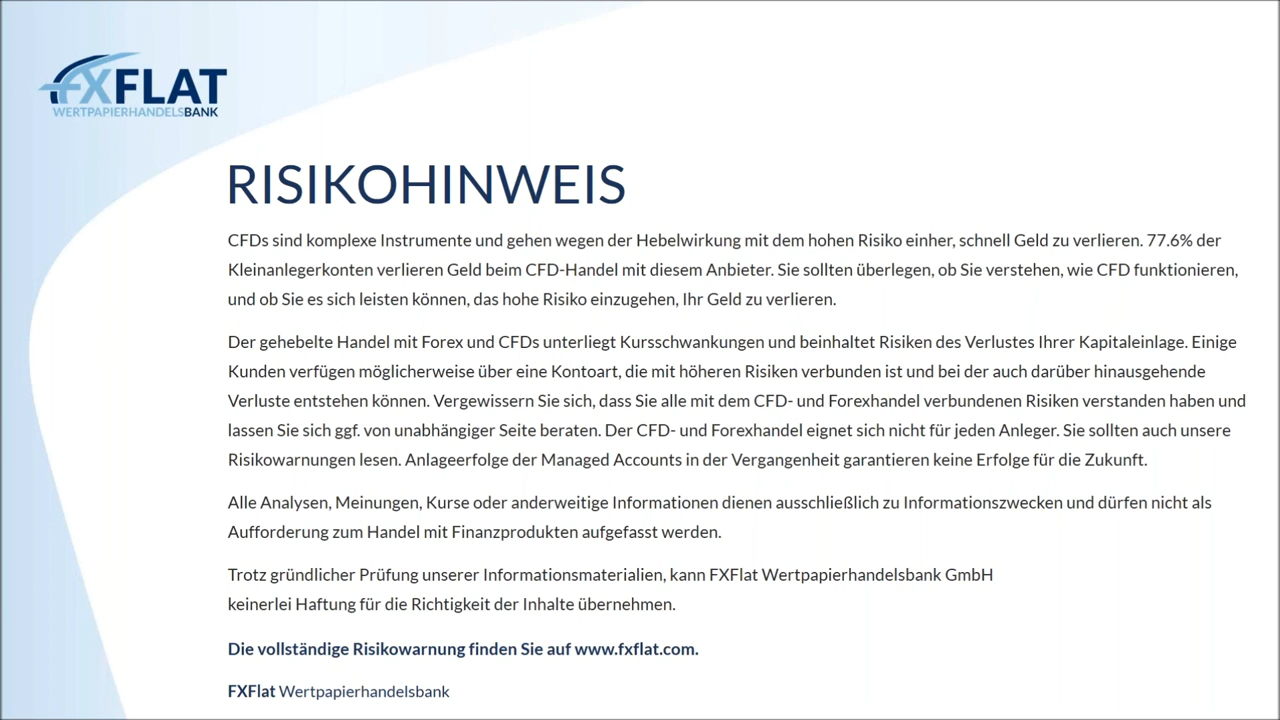 FXFLAT
WERTPAPIERHANDELSBANK
RISIKOHINWEIS
CFDs sind komplexe Instrumente und gehen wegen der Hebelwirkung mit dem hohen Risiko einher, schnell Geld zu verlieren. 77.6% der
Kleinanlegerkonten verlieren Geld beim CFD-Handel mit diesem Anbieter. Sie sollten überlegen, ob Sie verstehen, wie CFD funktionieren,
und ob Sie es sich leisten können, das hohe Risiko einzugehen, Ihr Geld zu verlieren.
Der gehebelte Handel mit Forex und CFDs unterliegt Kursschwankungen und beinhaltet Risiken des Verlustes Ihrer Kapitaleinlage. Einige
Kunden verfügen möglicherweise über eine Kontoart, die mit höheren Risiken verbunden ist und bei der auch darüber hinausgehende
Verluste entstehen können. Vergewissern Sie sich, dass Sie alle mit dem CFD- und Forexhandel verbundenen Risiken verstanden haben und
lassen Sie sich ggf. von unabhängiger Seite beraten. Der CFD- und Forexhandel eignet sich nicht für jeden Anleger. Sie sollten auch unsere
Risikowarnungen lesen. Anlageerfolge der Managed Accounts in der Vergangenheit garantieren keine Erfolge für die Zukunft.
Alle Analysen, Meinungen, Kurse oder anderweitige Informationen dienen ausschließlich zu Informationszwecken und dürfen nicht als
Aufforderung zum Handel mit Finanzprodukten aufgefasst werden.
Trotz gründlicher Prüfung unserer Informationsmaterialien, kann FXFlat Wertpapierhandelsbank GmbH
keinerlei Haftung für die Richtigkeit der Inhalte übernehmen.
Die vollständige Risikowarnung finden Sie auf www.fxflat.com.
FXFlat Wertpapierhandelsbank